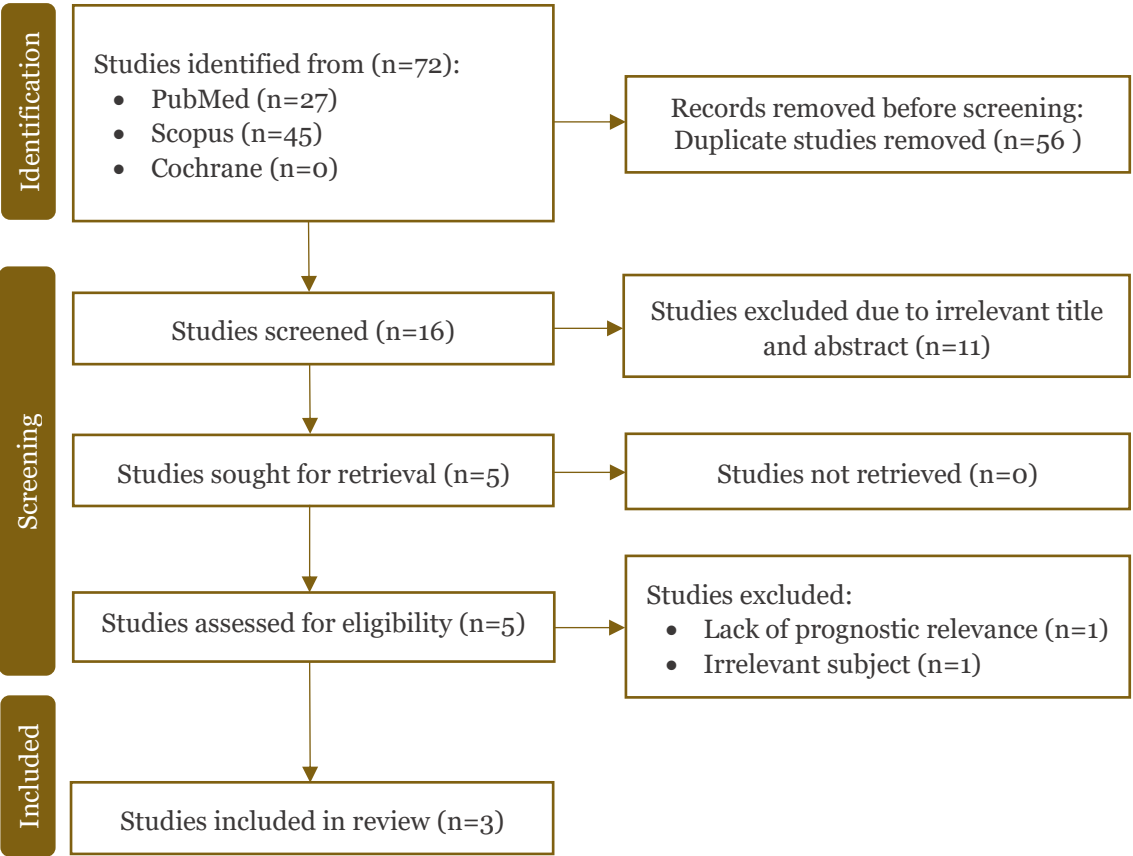 Identification
Studies identified from (n=72):
• PubMed (n=27)
• Scopus (n=45)
• Cochrane (n=0)
Records removed before screening:
Duplicate studies removed (n=56 )
Screening
Studies screened (n=16)
Studies excluded due to irrelevant title
and abstract (n=11)
Studies sought for retrieval (n=5)
Studies not retrieved (n=0)
Studies assessed for eligibility (n=5)
Studies excluded:
• Lack of prognostic relevance (n=1)
• Irrelevant subject (n=1)
Included
Studies included in review (n=3)